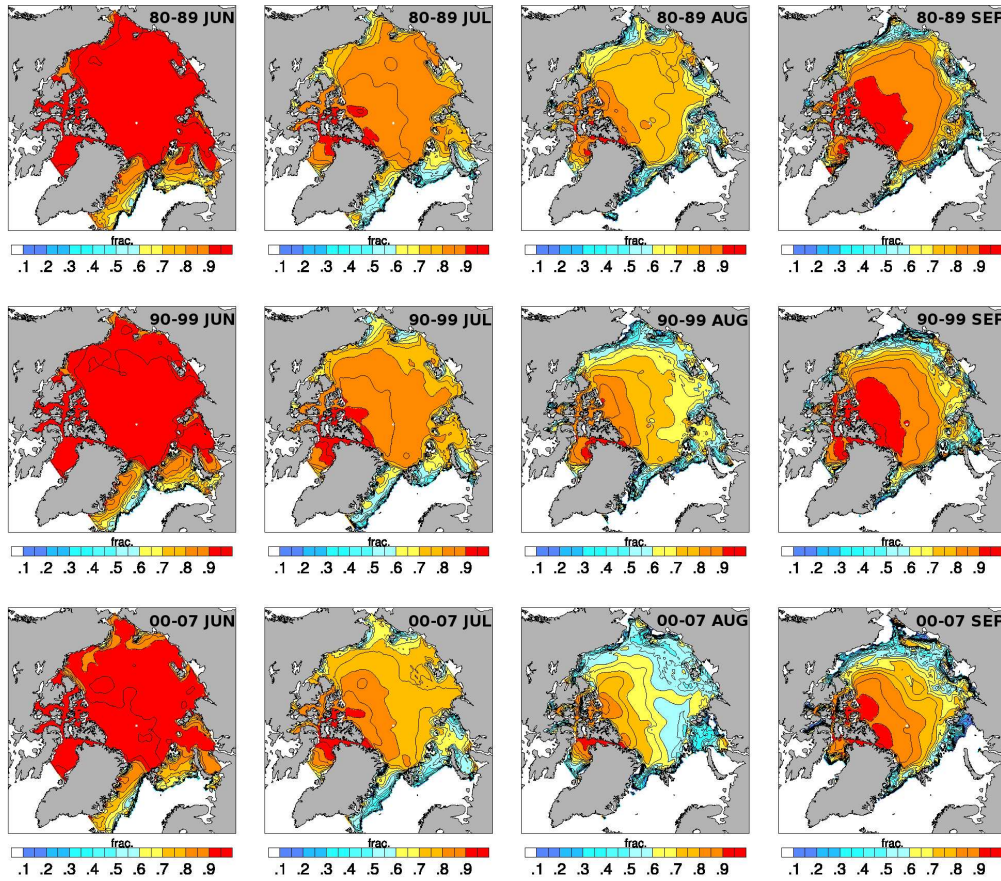 80-89 JUN 80-89 JUL 80-89 AUG 80-89 SEP
frac. frac. frac. frac.
.1 .2 .3 .4 .5 .6 .7 .8 .9 .1 .2 .3 .4 .5 .6 .7 .8 .9 .1 .2 .3 .4 .5 .6 .7 .8 .9 .1 .2 .3 .4 .5 .6 .7 .8 .9
90-99 JUN 90-99 JUL 90-99 AUG 90-99 SEP
frac. frac. frac. frac.
.1 .2 .3 .4 .5 .6 .7 .8 .9 .1 .2 .3 .4 .5 .6 .7 .8 .9 .1 .2 .3 .4 .5 .6 .7 .8 .9 .1 .2 .3 .4 .5 .6 .7 .8 .9
00-07 JUN 00-07 JUL 00-07 AUG 00-07 SEP
frac. frac. frac. frac.
.1 .2 .3 .4 .5 .6 .7 .8 .9 .1 .2 .3 .4 .5 .6 .7 .8 .9 .1 .2 .3 .4 .5 .6 .7 .8 .9 .1 .2 .3 .4 .5 .6 .7 .8 .9